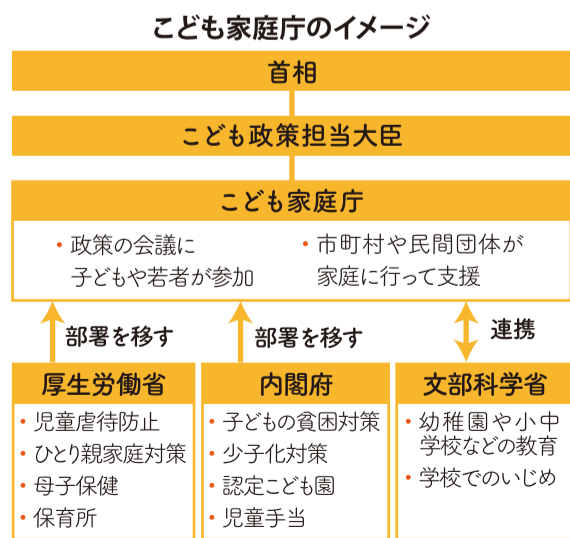 こども家庭庁のイメージ
首相
こども政策担当大臣
こども家庭庁
・政策の会議に
子どもや若者が参加
・市町村や民間団体が
家庭に行って支援
部署を移す
部署を移す
連携
厚生労働省
・児童虐待防止
・ひとり親家庭対策
・母子保健
・保育所
内閣府
・子どもの貧困対策
・少子化対策
・認定こども園
・児童手当
文部科学省
・幼稚園や小中
学校などの教育
・学校でのいじめ